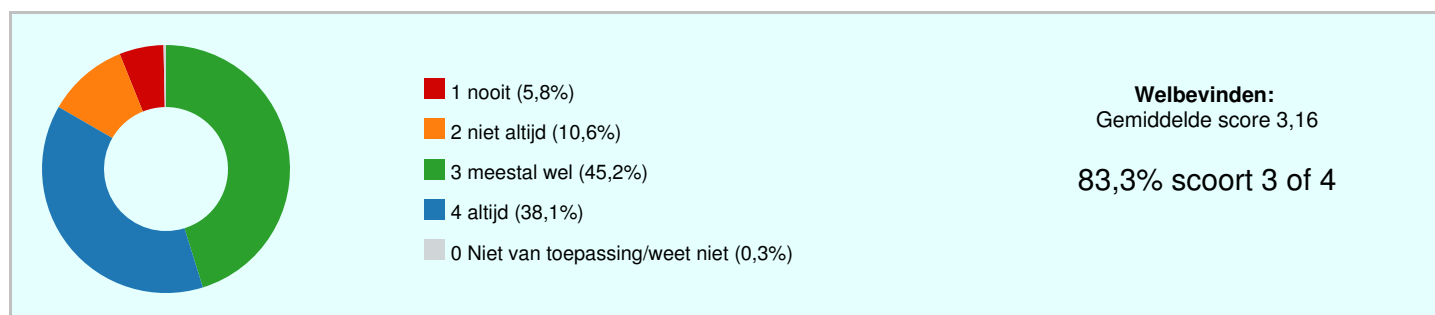 1 nooit (5,8%)
2 niet altijd (10,6%)
3 meestal wel (45,2%)
4 altijd (38,1%)
0 Niet van toepassing/weet niet (0,3%)
Welbevinden:
Gemiddelde score 3,16
83,3% scoort 3 of 4